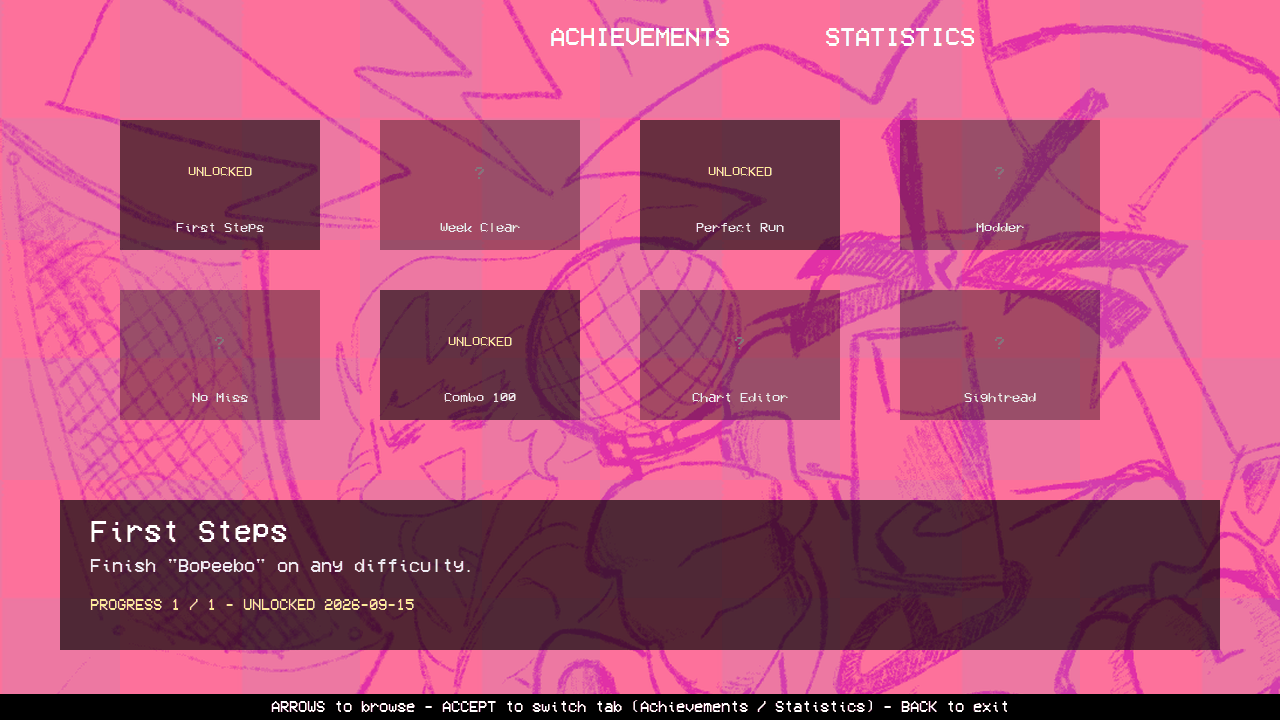 ACHIEVEMENTS STATISTICS
UNLOCKED ? UNLOCKED ?
First Steps Week Clear Perfect Run Modder
? UNLOCKED ? ?
No Miss Combo 100 Chart Editor Sightread
First Steps
Finish "Bopeebo" on any difficulty.
PROGRESS 1 / 1 - UNLOCKED 2026-09-15
ARROWS to browse - ACCEPT to switch tab (Achievements / Statistics) - BACK to exit